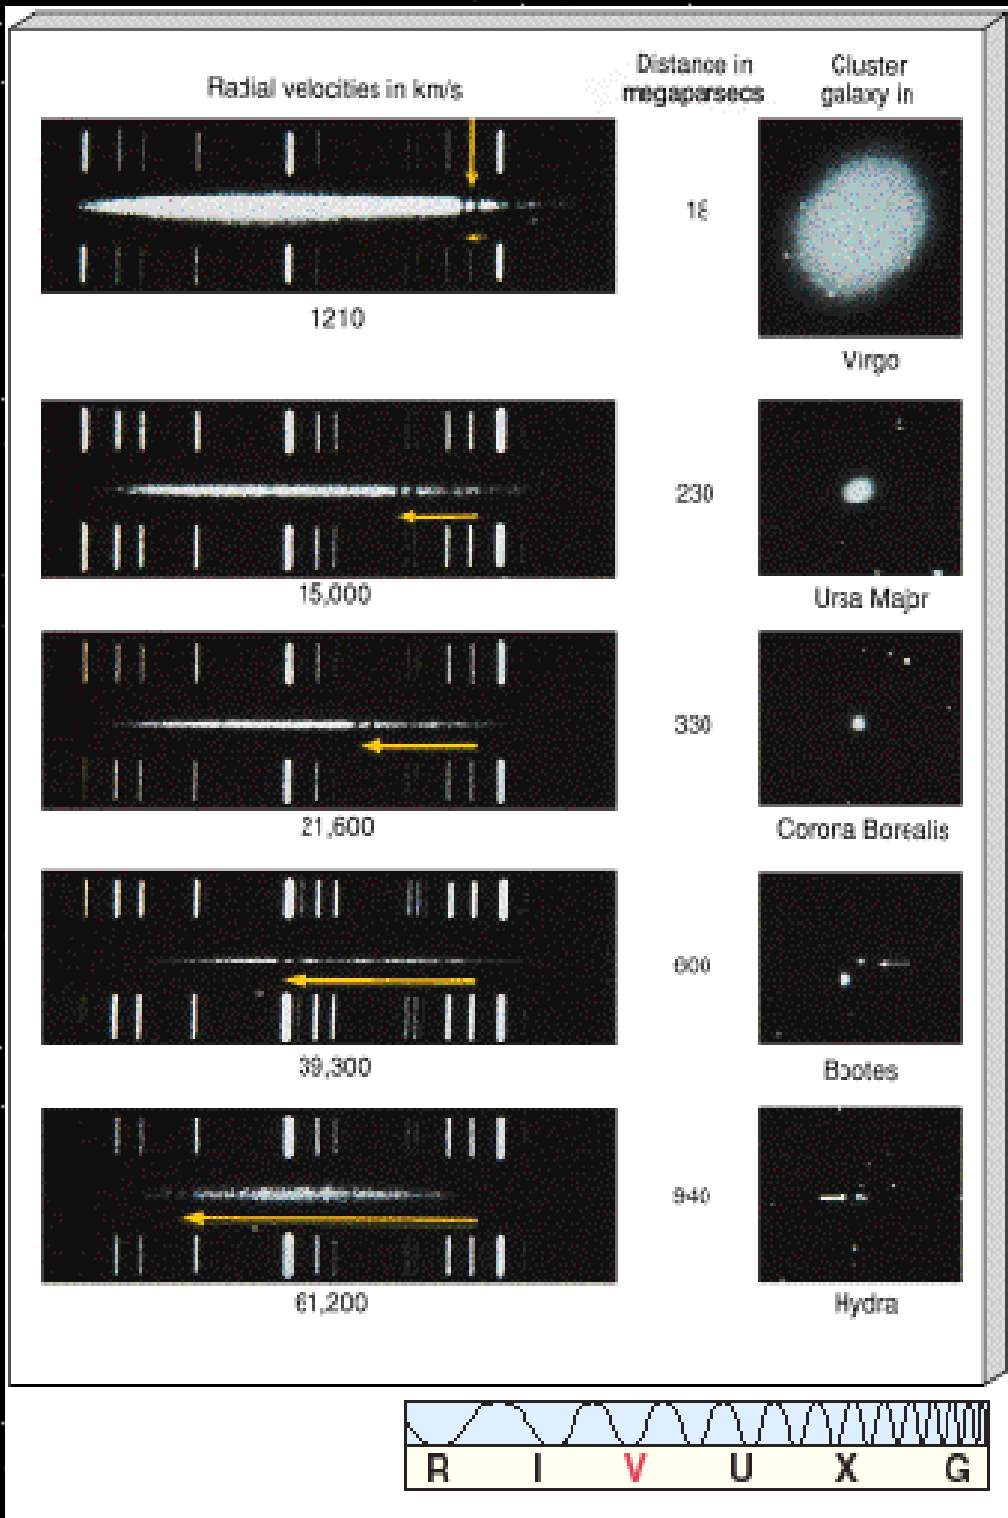 Radial velocities in km/s
Distance in
megaparsecs
Cluster
galaxy in
1210
Virgo
15,000
230
Ursa Major
21,600
330
Corona Borealis
39,300
Bootes
61,200
940
Hydra
R I V U X G